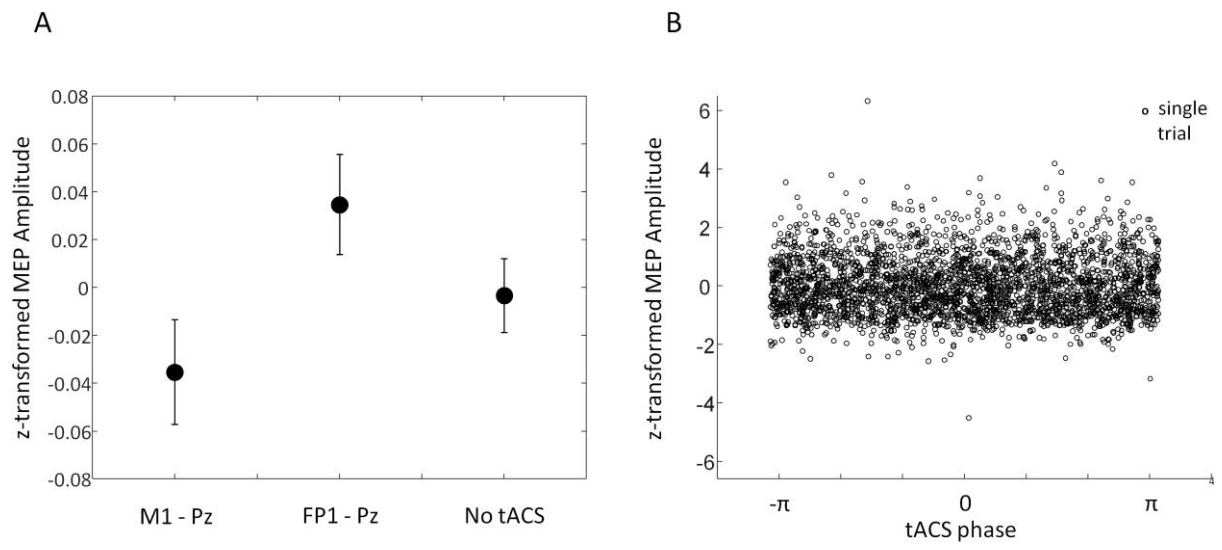 A
z-transformed MEP Amplitude
0.08
0.06
0.04
0.02
0
-0.02
-0.04
-0.06
-0.08
M1 - Pz
FP1 - Pz
No tACS
B
z-transformed MEP Amplitude
6
4
2
0
-2
-4
-6
single
trial
-π
0
π
4
tACS phase